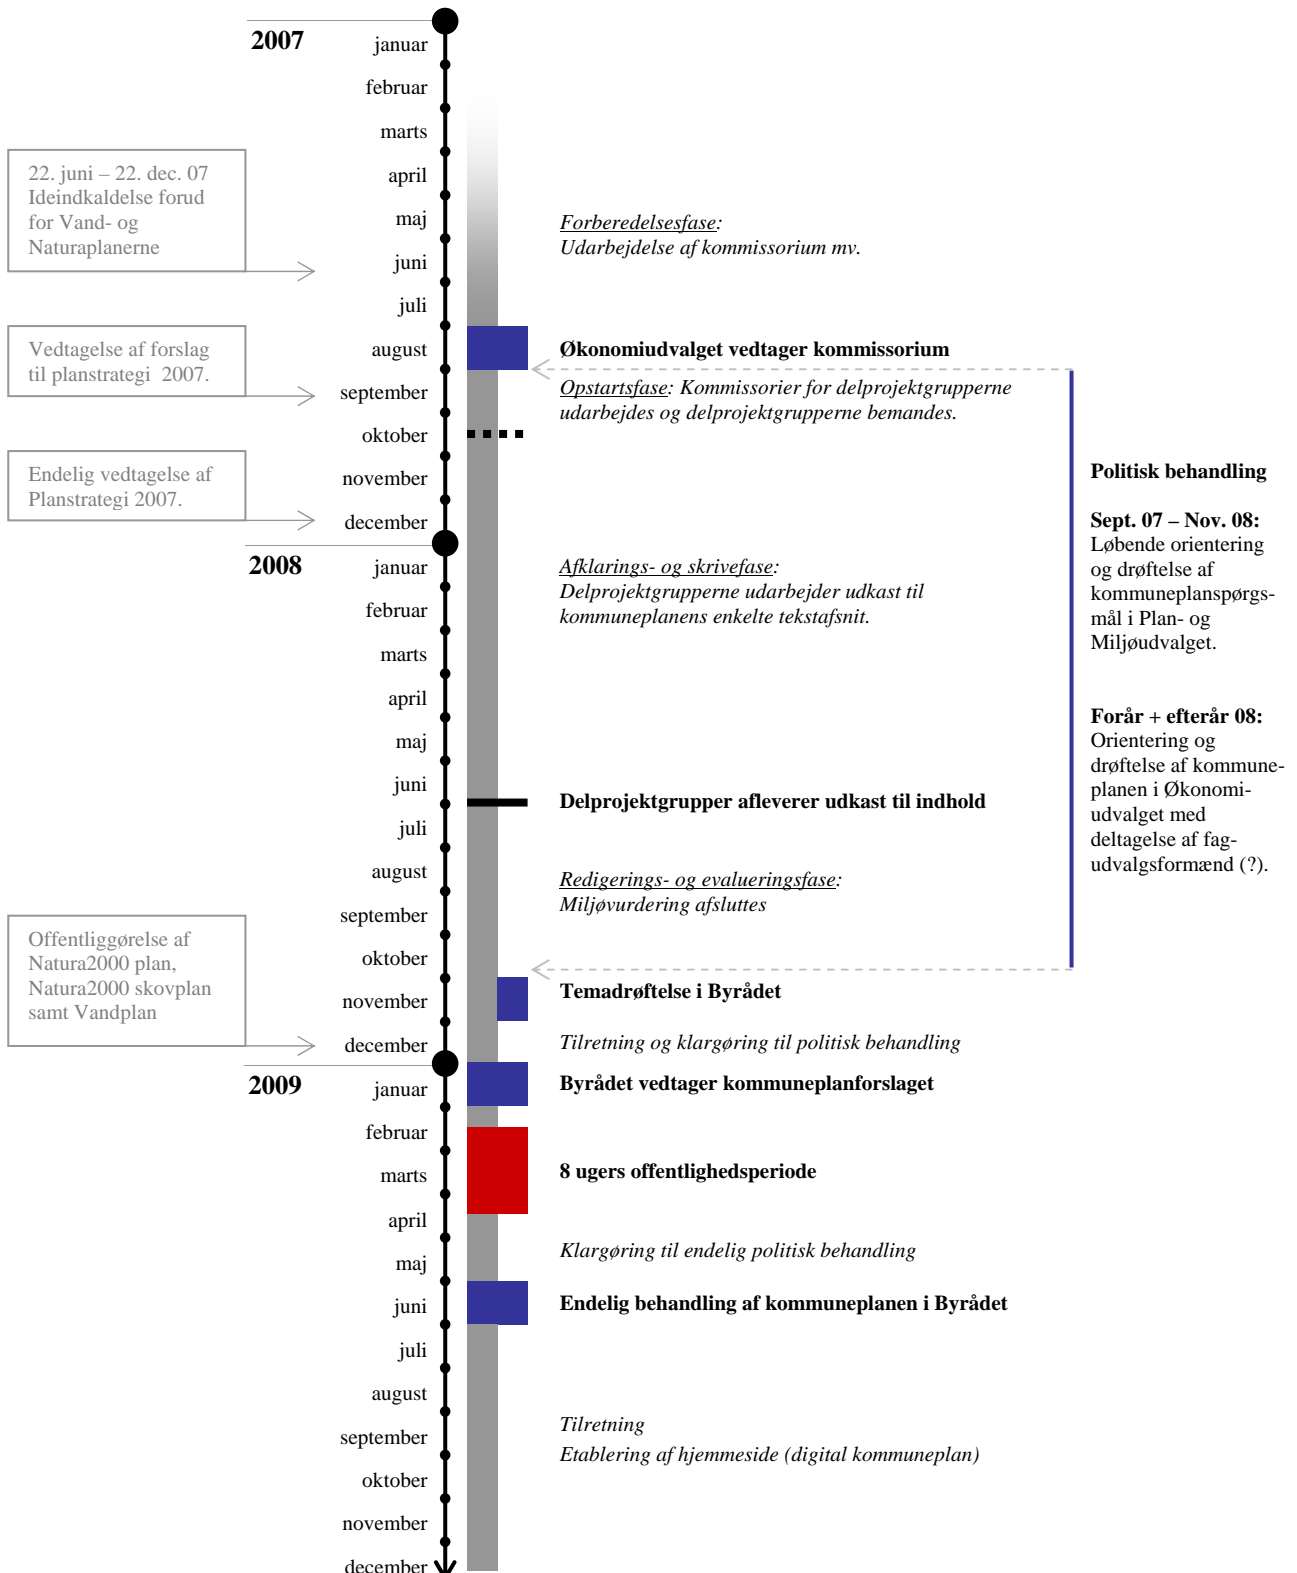 2007
januar
februar
marts
april
maj
juni
juli
august
september
oktober
november
december
2008
januar
februar
marts
april
maj
juni
juli
august
september
oktober
november
december
2009
januar
februar
marts
april
maj
juni
juli
august
september
oktober
november
december
22. juni – 22. dec. 07
Ideindkaldelse forud
for Vand- og
Naturaplanerne
Vedtagelse af forslag
til planstrategi 2007.
Endelig vedtagelse af
Planstrategi 2007.
Offentliggørelse af
Natura2000 plan,
Natura2000 skovplan
samt Vandplan
Forberedelsesfase:
Udarbejdelse af kommissorium mv.
Økonomiudvalget vedtager kommissorium
Opstartsfase: Kommissorier for delprojektgrupperne
udarbejdes og delprojektgrupperne bemandes.
Afklarings- og skrivefase:
Delprojektgrupperne udarbejder udkast til
kommuneplanens enkelte tekstafsnit.
Delprojektgrupper afleverer udkast til indhold
Redigerings- og evalueringsfase:
Miljøvurdering afsluttes
Temadrøftelse i Byrådet
Tilretning og klargøring til politisk behandling
Byrådet vedtager kommuneplanforslaget
8 ugers offentlighedsperiode
Klargøring til endelig politisk behandling
Endelig behandling af kommuneplanen i Byrådet
Tilretning
Etablering af hjemmeside (digital kommuneplan)
Politisk behandling
Sept. 07 – Nov. 08:
Løbende orientering
og drøftelse af
kommuneplanspørgs-
mål i Plan- og
Miljøudvalget.
Forår + efterår 08:
Orientering og
drøftelse af kommune-
planen i Økonomi-
udvalget med
deltagelse af fag-
udvalgsformænd (?).